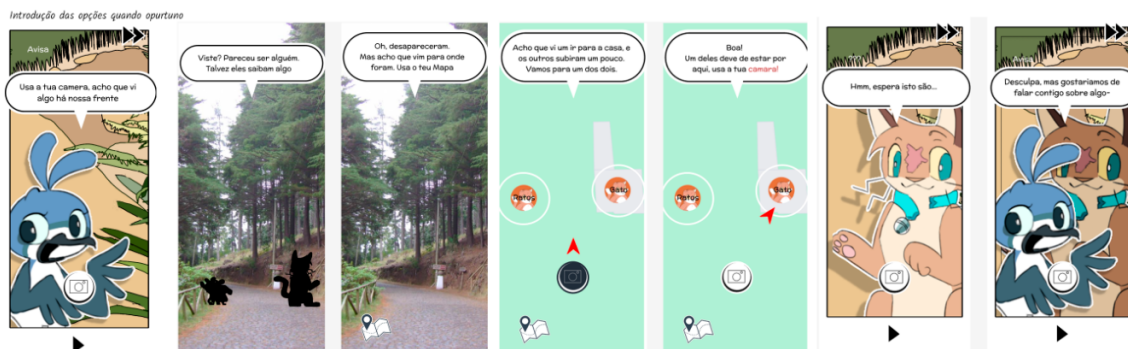 Introdução das opções quando opurtuno
Avisa
Usa a tua camera, acho que vi
algo há nossa frente
Viste? Pareceu ser alguém.
Talvez eles saibam algo
Oh, desapareceram.
Mas acho que vim para onde
foram. Usa o teu Mapa
Acho que vi um ir para a casa, e
os outros subiram um pouco.
Vamos para um dos dois.
Ratos
Gato
Boa!
Um deles deve de estar por
aqui, usa a tua camara!
Ratos
Gato
Hmm, espera isto são...
Desculpa, mas gostariamos de
falar contigo sobre algo-